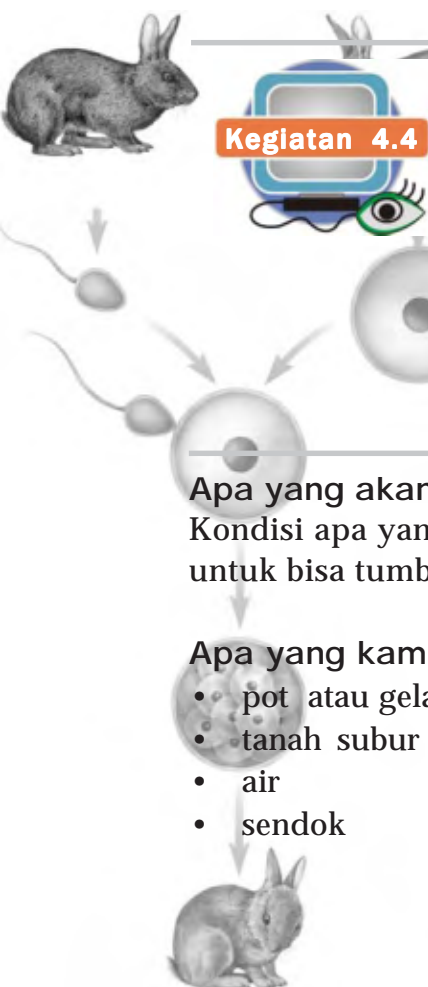 Kegiatan 4.4
Apa yang akan
Kondisi apa yan
untuk bisa tumb
Apa yang kam
• pot atau gela
• tanah subur
• air
• sendok